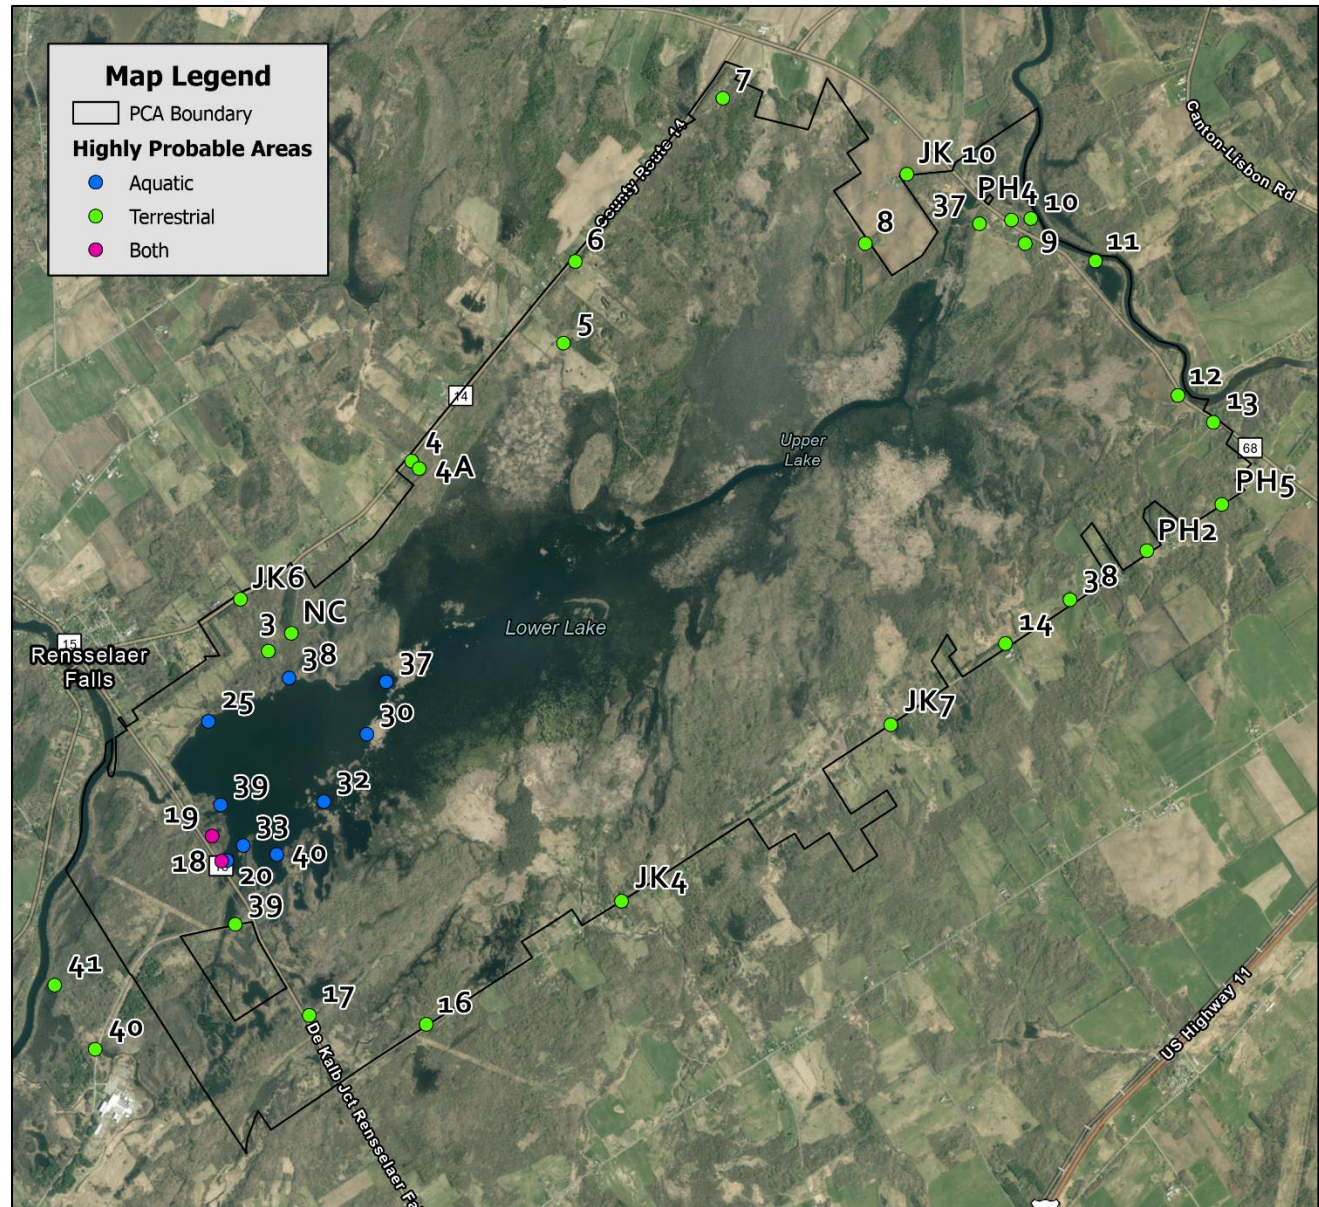 Map Legend
PCA Boundary
Highly Probable Areas
Aquatic
Terrestrial
Both
7
County Route 14
Canton-Lisbon Rd
JK 10
PH4
10
37
8
9
11
6
5
14
12
13
68
4
4A
Upper
Lake
PH5
PH2
JK6
38
NC
3
14
15
Rensselaer
Falls
Lower Lake
38
37
25
30
JK7
32
39
19
33
18
20
40
JK4
39
41
17
16
40
US Highway 11
De Kalb Jct Rensselaer Fa